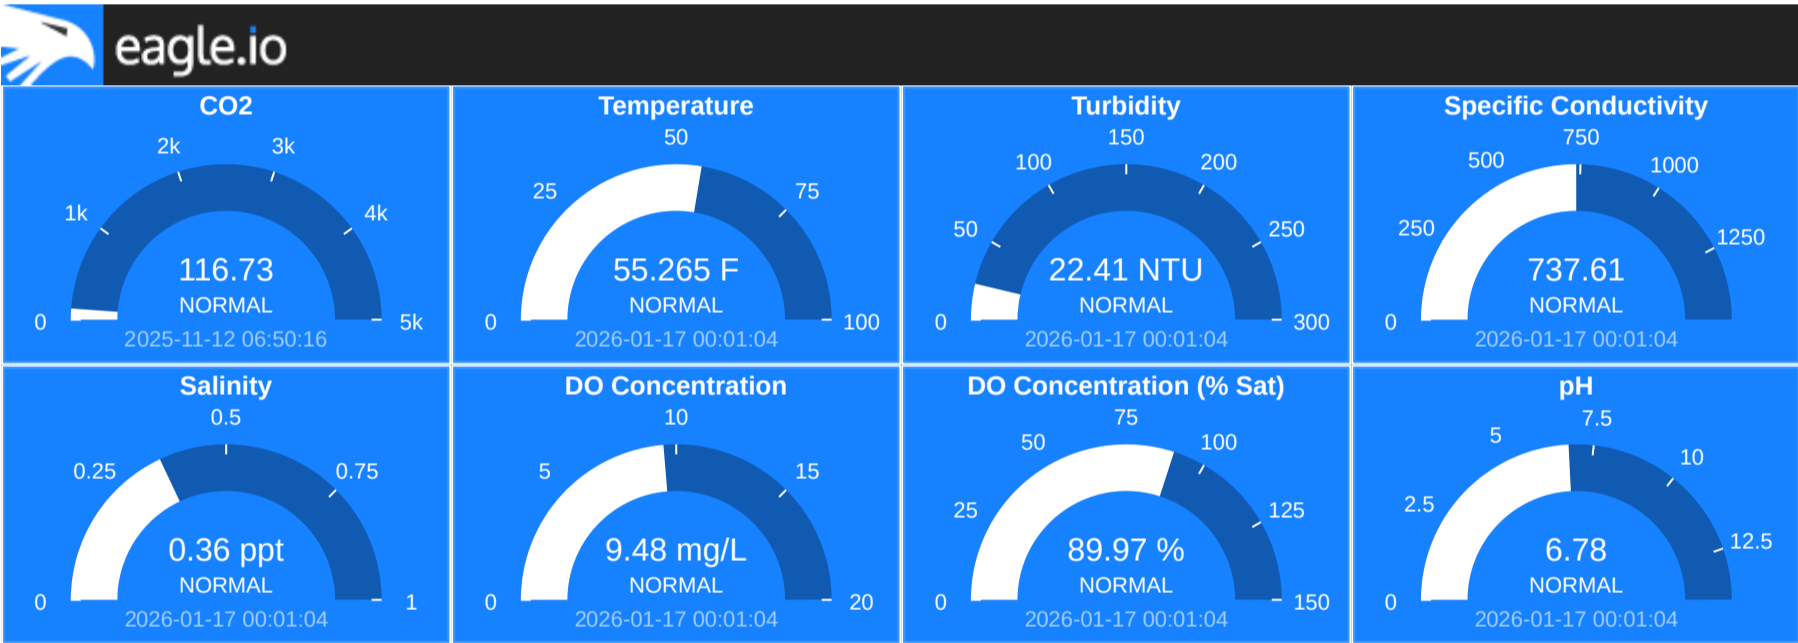 eagle.io
CO2
0
1k
2k
3k
4k
5k
116.73
NORMAL
2025-11-12 06:50:16
Temperature
0
25
50
75
100
55.265 F
NORMAL
2026-01-17 00:01:04
Turbidity
0
50
100
150
200
250
300
22.41 NTU
NORMAL
2026-01-17 00:01:04
Specific Conductivity
0
250
500
750
1000
1250
737.61
NORMAL
2026-01-17 00:01:04
Salinity
0
0.25
0.5
0.75
1
0.36 ppt
NORMAL
2026-01-17 00:01:04
DO Concentration
0
5
10
15
20
9.48 mg/L
NORMAL
2026-01-17 00:01:04
DO Concentration (% Sat)
0
25
50
75
100
125
150
89.97 %
NORMAL
2026-01-17 00:01:04
pH
0
2.5
5
7.5
10
12.5
6.78
NORMAL
2026-01-17 00:01:04